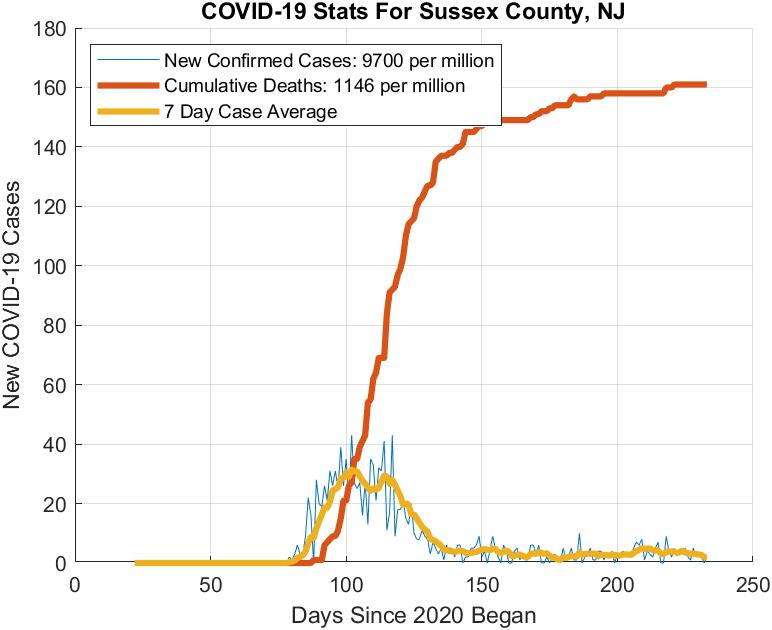 COVID-19 Stats For Sussex County, NJ
180
160
140
120
100
80
60
40
20
0
New COVID-19 Cases
New Confirmed Cases: 9700 per million
Cumulative Deaths: 1146 per million
7 Day Case Average
0 50 100 150 200 250
Days Since 2020 Began